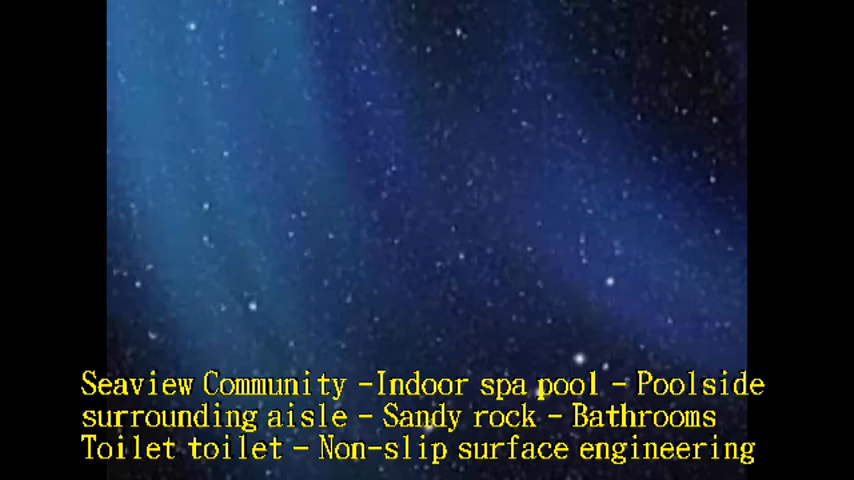 Seaview Community -Indoor spa pool - Poolside
surrounding aisle - Sandy rock - Bathrooms
Toilet toilet - Non-slip surface engineering